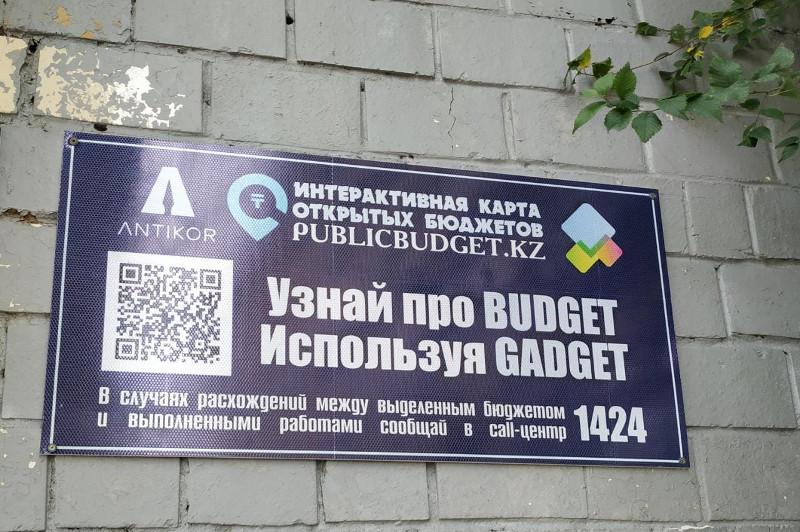 ANTIKOR
ИНТЕРАКТИВНАЯ КАРТА
ОТКРЫТЫХ БЮДЖЕТОВ
PUBLICBUDGET.KZ
Узнай про BUDGET
Используя GADGET
В случаях расхождений между выделенным бюджетом
и выполненными работами сообщай в call-центр 1424